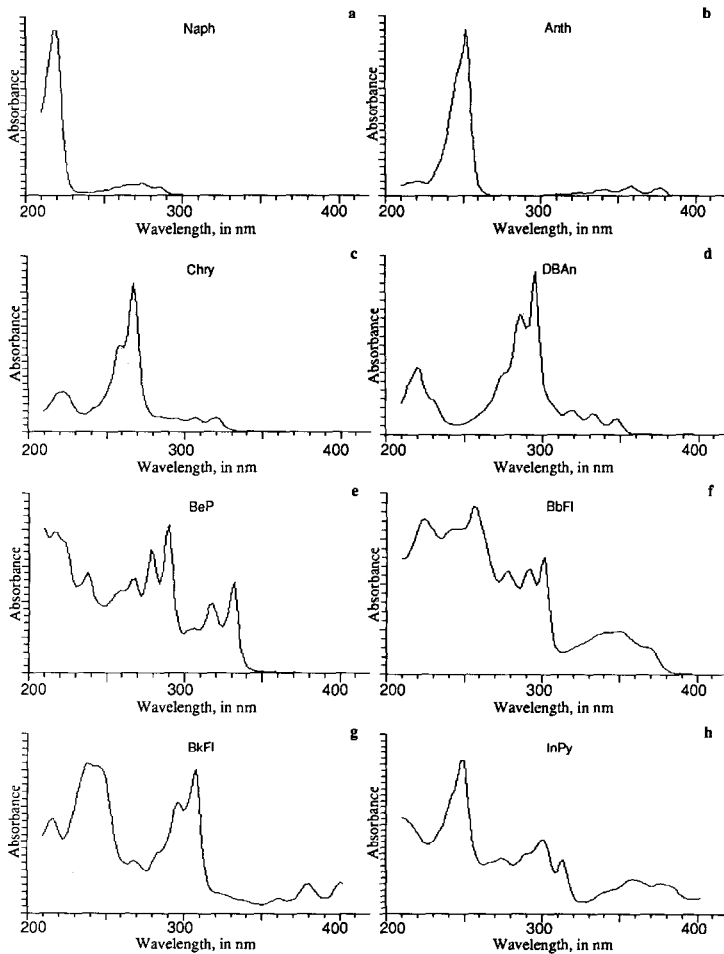 Naph
a
Absorbance
200 300 400
Wavelength, in nm
Anth
b
Absorbance
200 300 400
Wavelength, in nm
Chry
c
Absorbance
200 300 400
Wavelength, in nm
DBAn
d
Absorbance
200 300 400
Wavelength, in nm
BeP
e
Absorbance
200 300 400
Wavelength, in nm
BbFl
f
Absorbance
200 300 400
Wavelength, in nm
BkFl
g
Absorbance
200 300 400
Wavelength, in nm
InPy
h
Absorbance
200 300 400
Wavelength, in nm